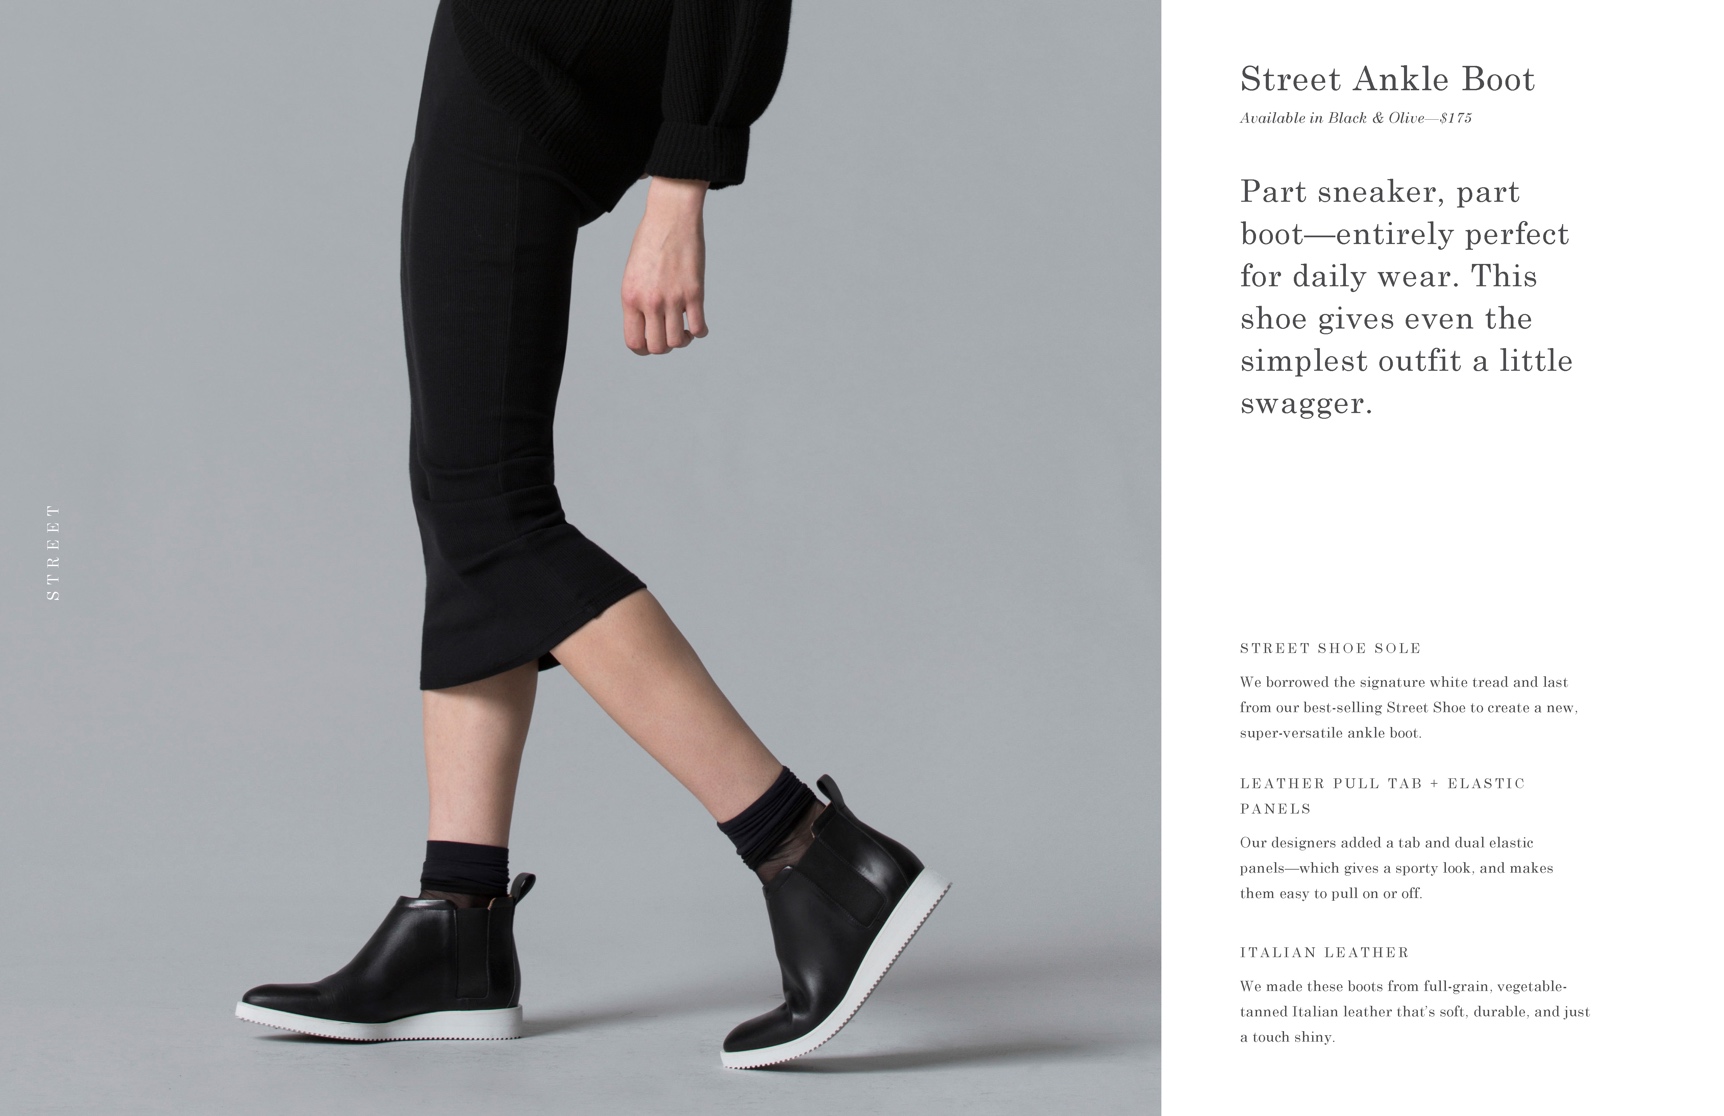 STREET
Street Ankle Boot
Available in Black & Olive—$175
Part sneaker, part
boot—entirely perfect
for daily wear. This
shoe gives even the
simplest outfit a little
swagger.
STREET SHOE SOLE
We borrowed the signature white tread and last
from our best-selling Street Shoe to create a new,
super-versatile ankle boot.
LEATHER PULL TAB + ELASTIC
PANELS
Our designers added a tab and dual elastic
panels—which gives a sporty look, and makes
them easy to pull on or off.
ITALIAN LEATHER
We made these boots from full-grain, vegetable-
tanned Italian leather that's soft, durable, and just
a touch shiny.